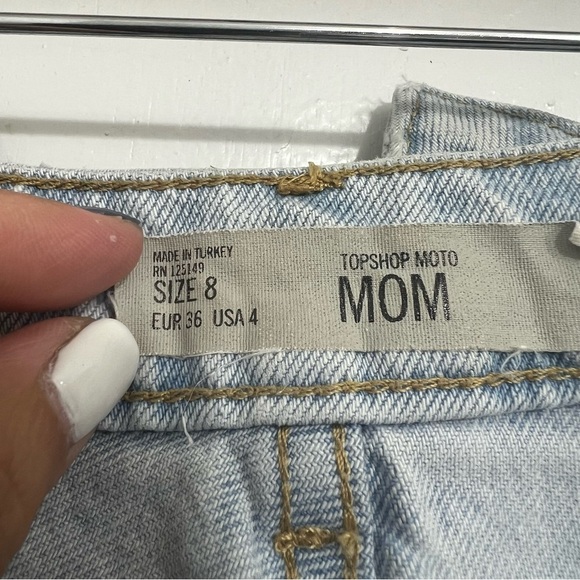 MADE IN TURKEY
RN 125149
SIZE 8
EUR 36 USA 4
TOPSHOP MOTO
MOM